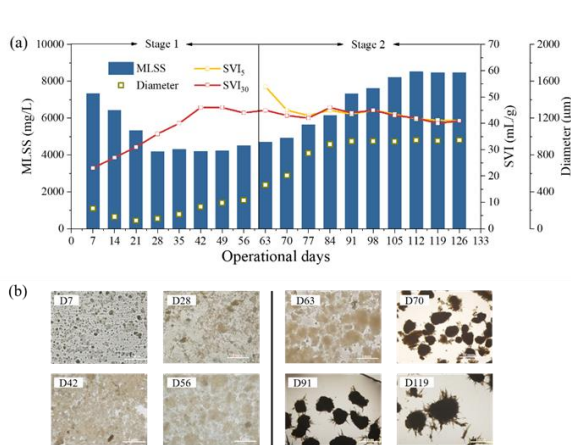 (a)
Stage 1
Stage 2
MLSS
SVI5
Diameter
SVI30
MLSS (mg/L)
10000
8000
6000
4000
2000
0
SVI (mL/g)
70
60
50
40
30
20
10
0
Diameter (μm)
2000
1600
1200
800
400
0
0 7 14 21 28 35 42 49 56 63 70 77 84 91 98 105 112 119 126 133
Operational days
(b)
D7 D28 D63 D70
D42 D56 D91 D119